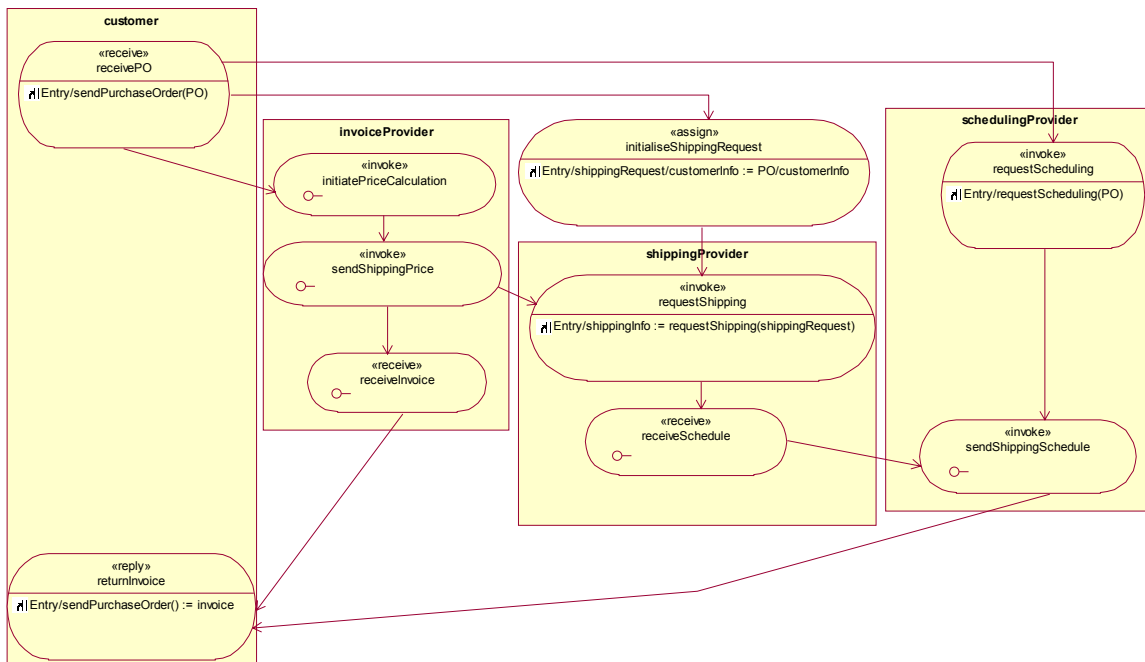 customer
«receive»
receivePO
Entry/sendPurchaseOrder(PO)
invoiceProvider
«invoke»
initiatePriceCalculation
«invoke»
sendShippingPrice
«receive»
receiveInvoice
«assign»
initialiseShippingRequest
Entry/shippingRequest/customerInfo := PO/customerInfo
shippingProvider
«invoke»
requestShipping
Entry/shippingInfo := requestShipping(shippingRequest)
«receive»
receiveSchedule
schedulingProvider
«invoke»
requestScheduling
Entry/requestScheduling(PO)
«invoke»
sendShippingSchedule
«reply»
returnInvoice
Entry/sendPurchaseOrder() := invoice